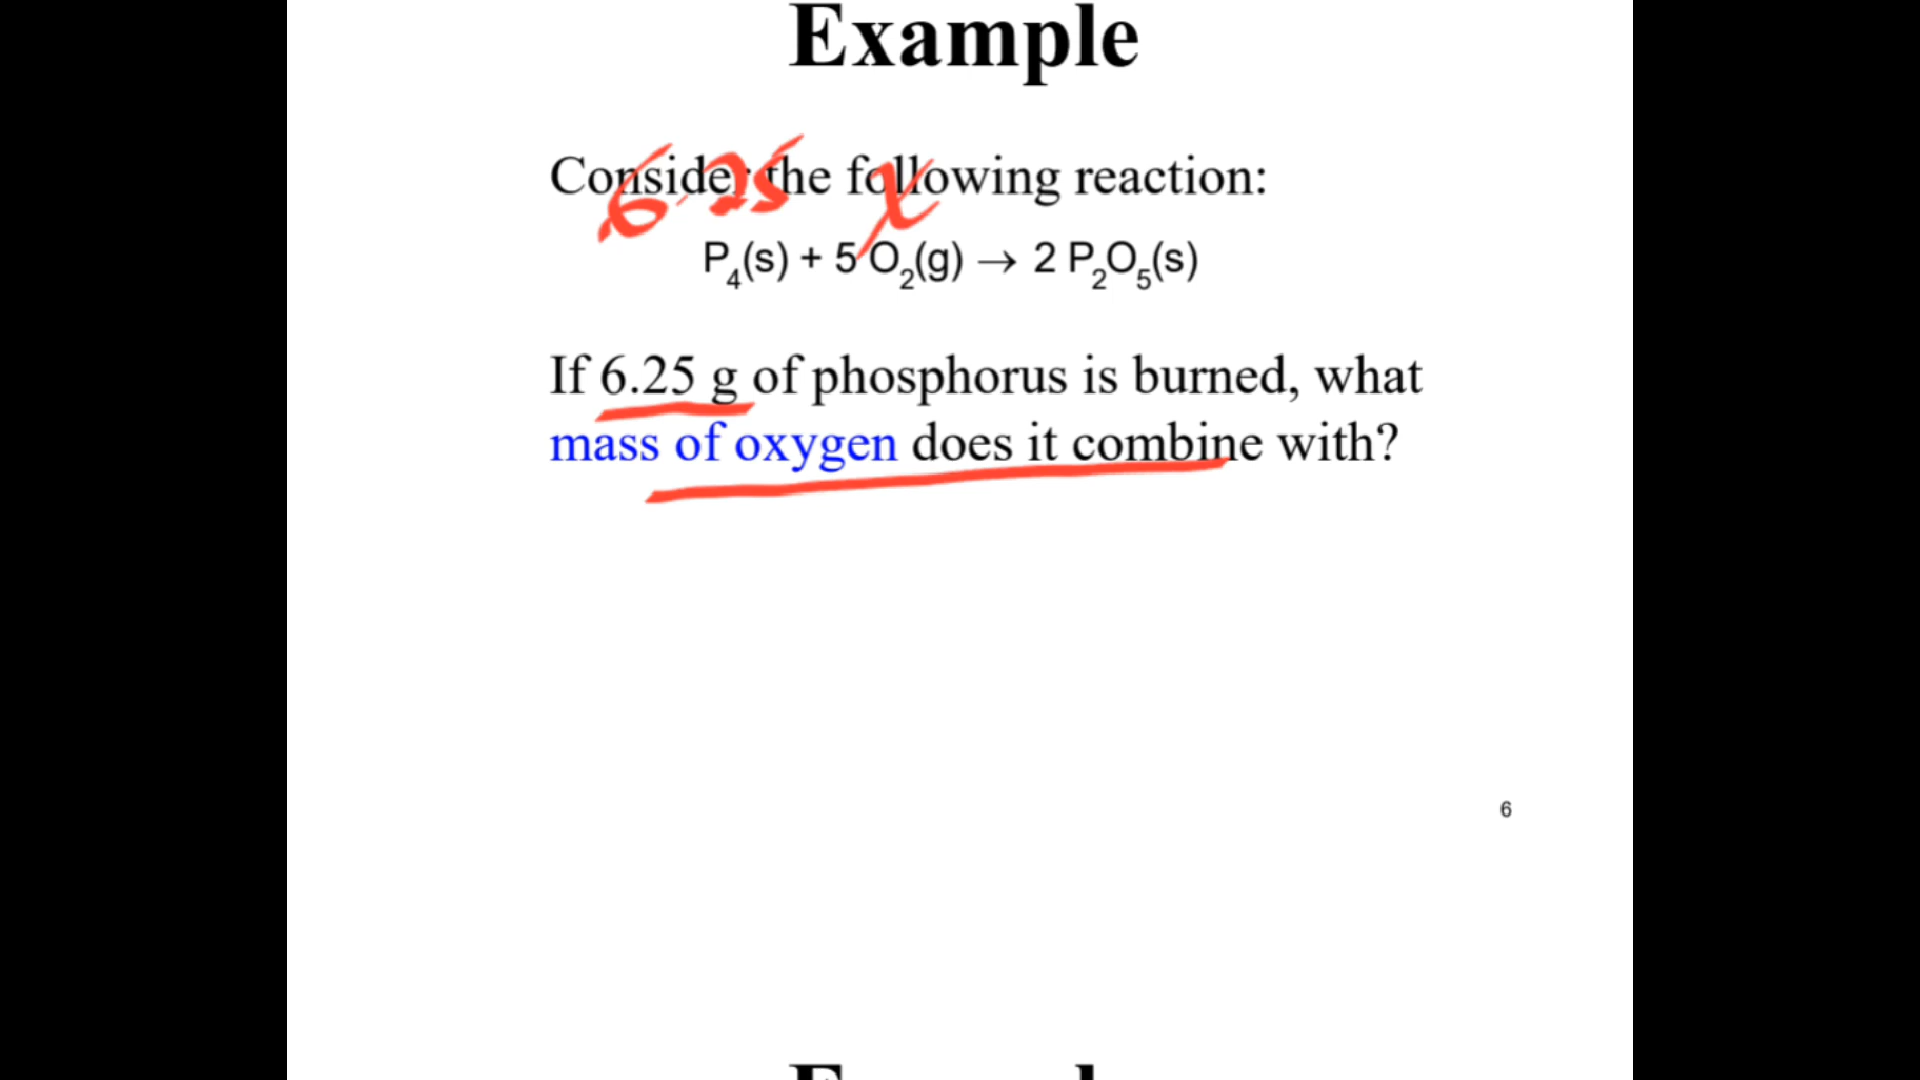 Example
Consider the following reaction:
6.25 x
P₄(s) + 5 O₂(g) → 2 P₂O₅(s)
If 6.25 g of phosphorus is burned, what
mass of oxygen does it combine with?
6